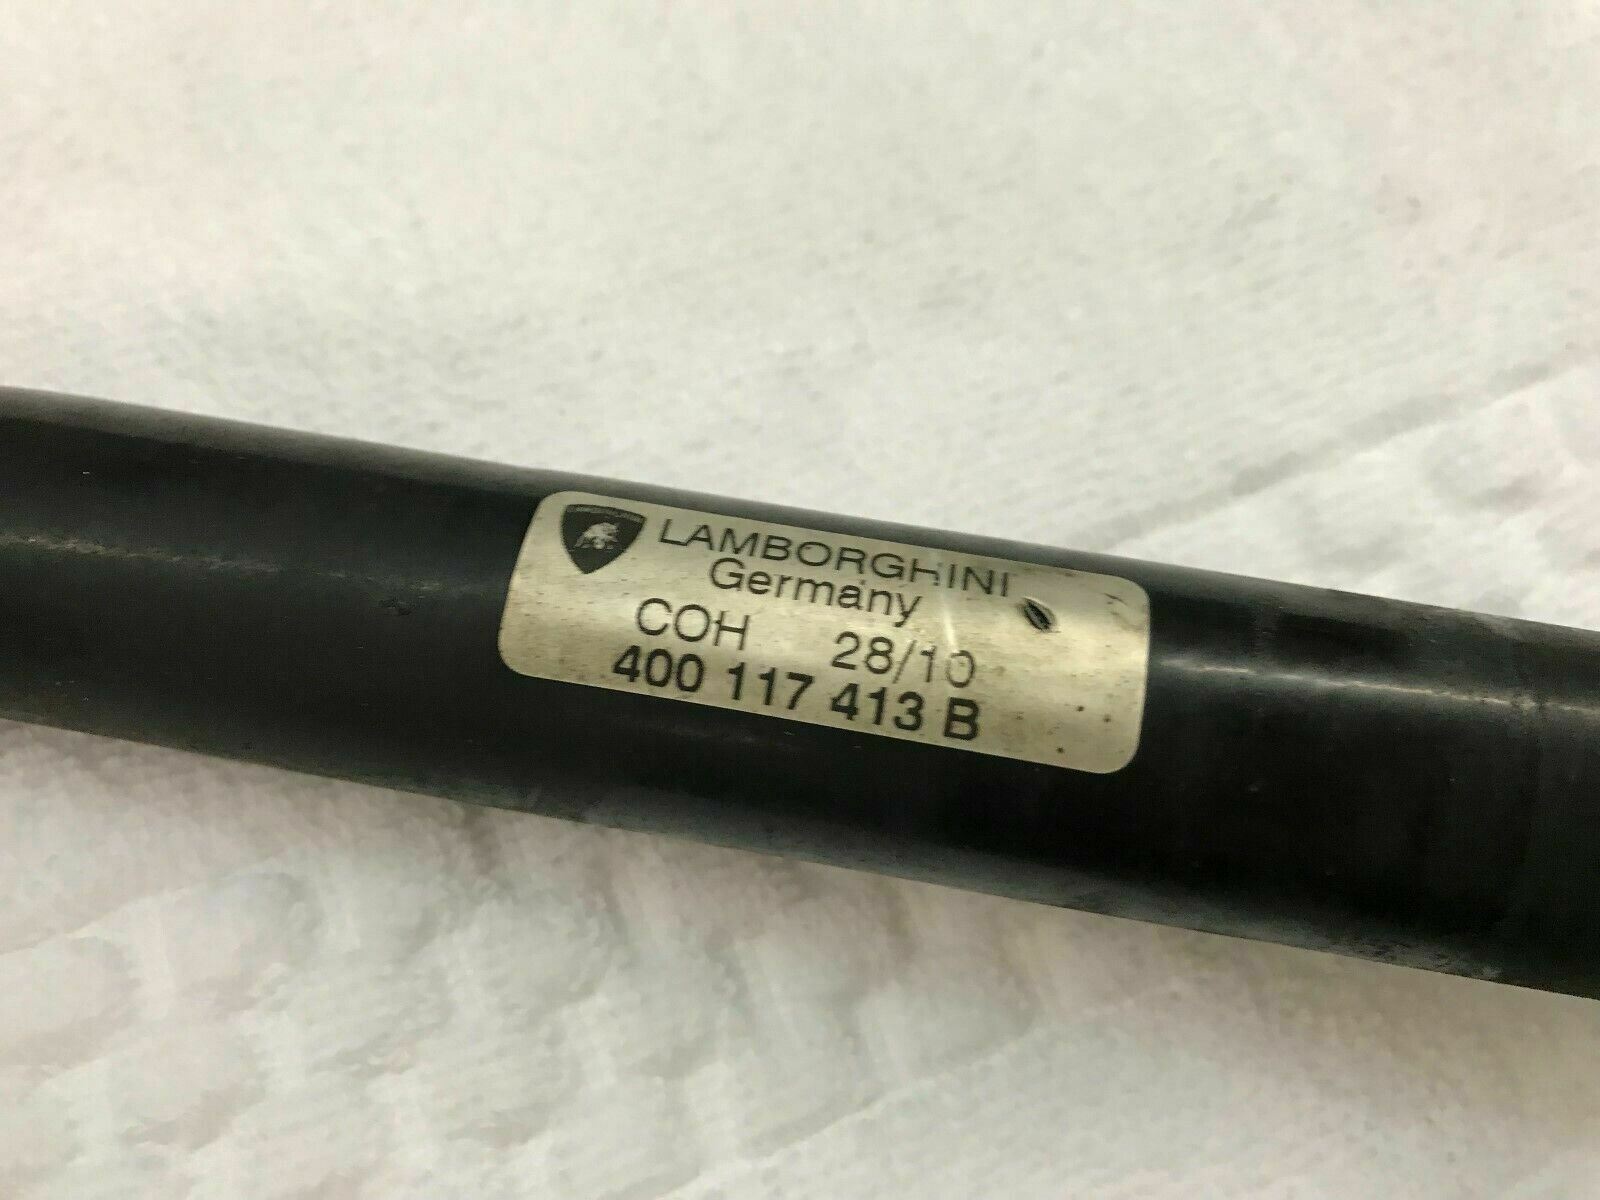 LAMBORGHINI
Germany
COH 28/10
400 117 413 B